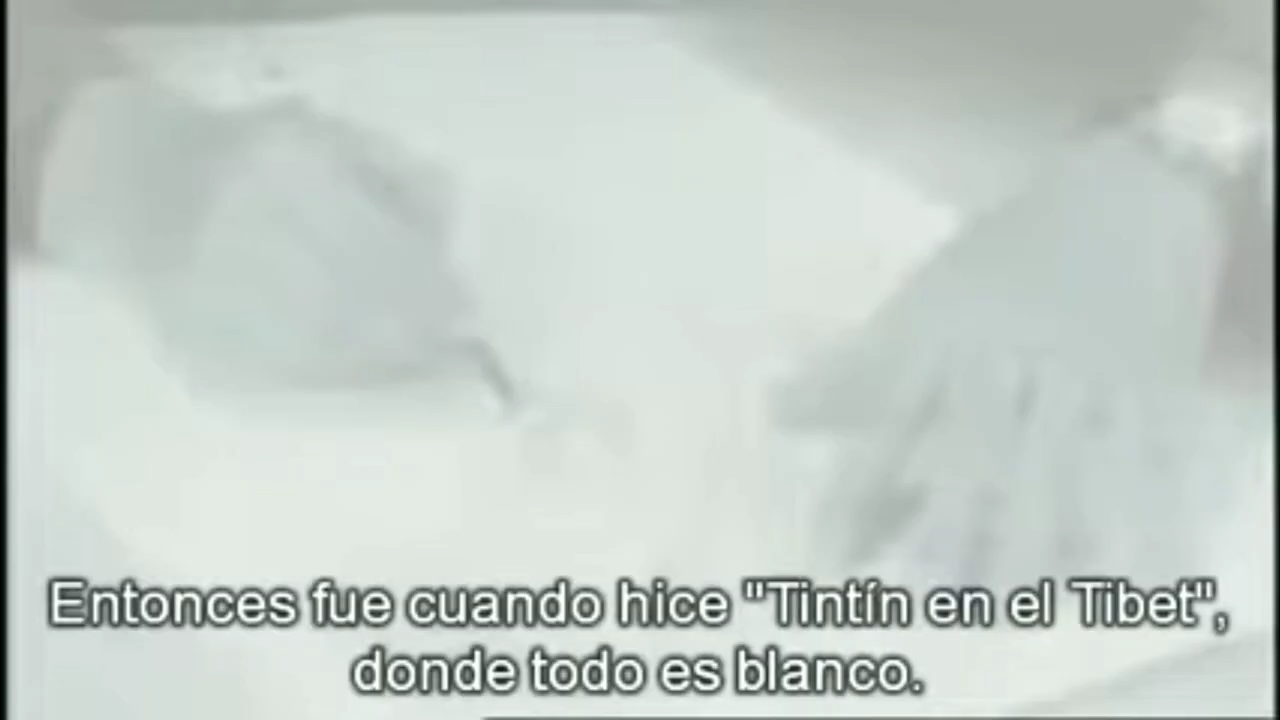 Entonces fue cuando hice "Tintín en el Tibet",
donde todo es blanco.